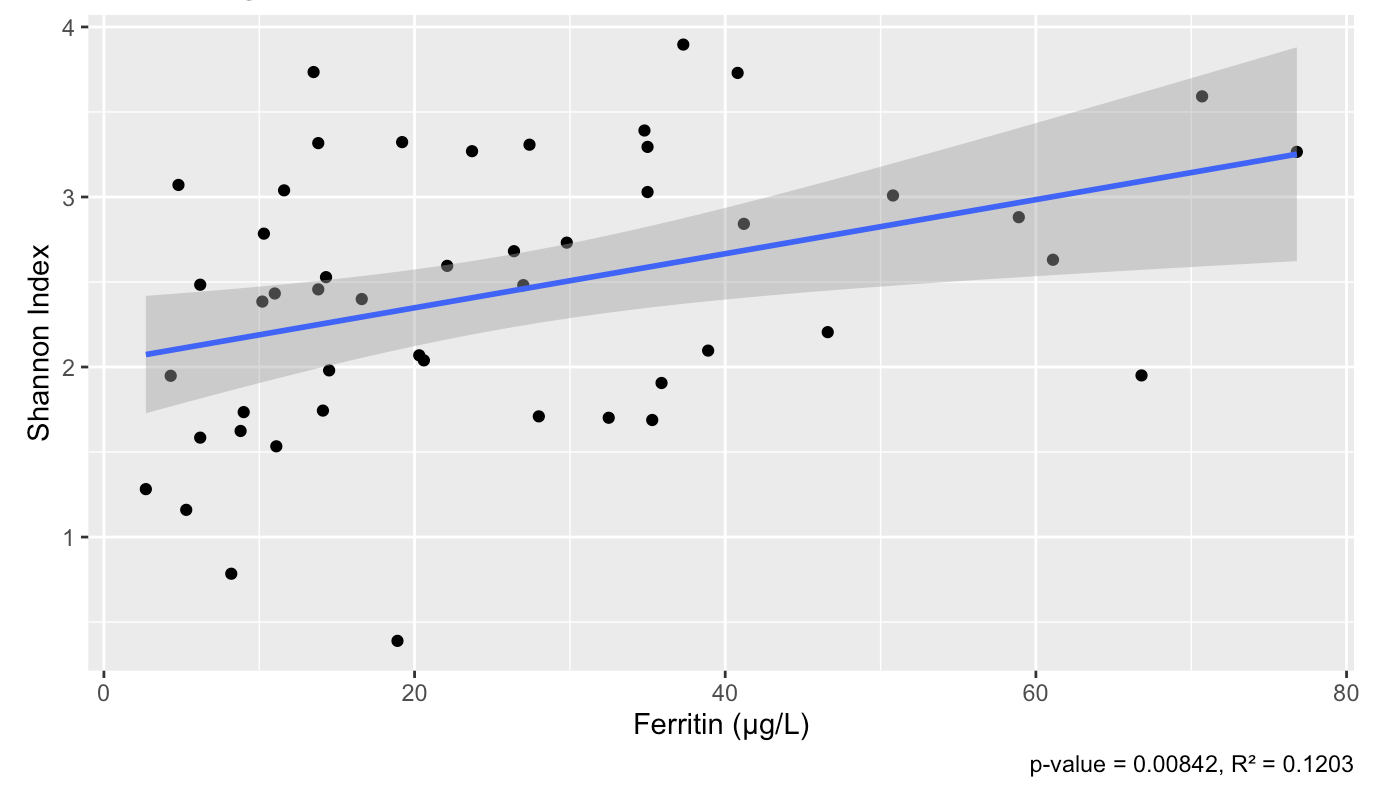 4
3
2
1
Shannon Index
0 20 40 60 80
Ferritin (µg/L)
p-value = 0.00842, R² = 0.1203